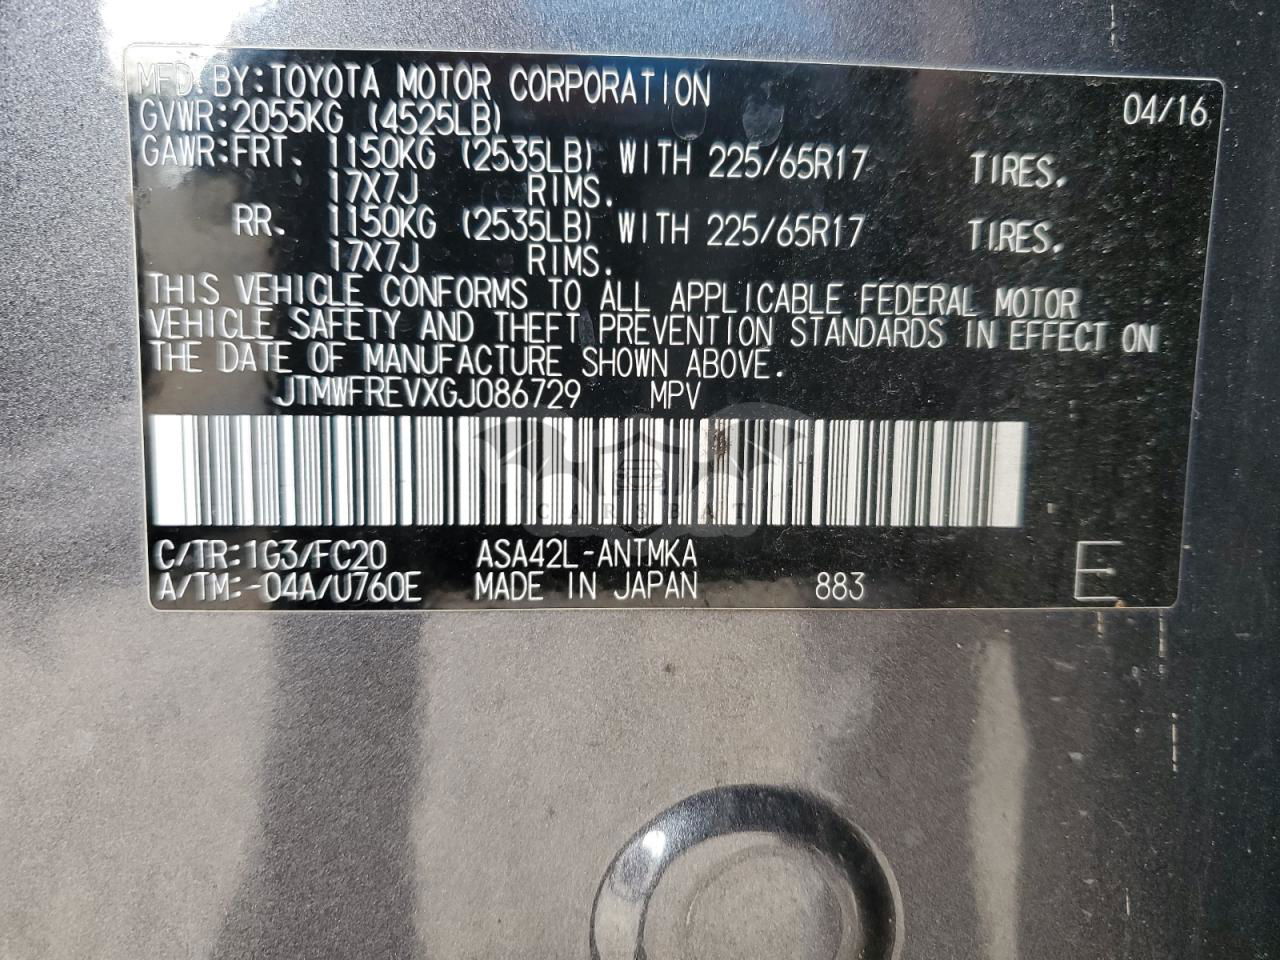 MFD. BY: TOYOTA MOTOR CORPORATION 04/16
GVWR: 2055KG (4525LB)
GAWR: FRT. 1150KG (2535LB) WITH 225/65R17 TIRES.
17X7J RIMS.
RR. 1150KG (2535LB) WITH 225/65R17 TIRES.
17X7J RIMS.
THIS VEHICLE CONFORMS TO ALL APPLICABLE FEDERAL MOTOR
VEHICLE SAFETY AND THEFT PREVENTION STANDARDS IN EFFECT ON
THE DATE OF MANUFACTURE SHOWN ABOVE.
JTMWFREVXGJ086729 MPV
CARSBAT
C/TR: 1G3/FC20 ASA42L-ANTMKA
A/TM: -04A/U760E MADE IN JAPAN 883 E